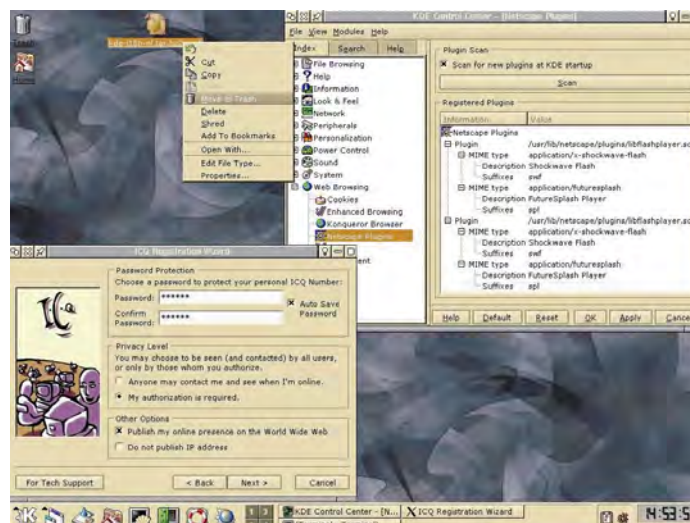 KDE Control Center - [Netscape Plugins]
File View Modules Help
Index Search Help
File Browsing
Help
Information
Look & Feel
Network
Peripherals
Personalization
Power Control
Sound
System
Web Browsing
Cookies
Enhanced Browsing
Konqueror Browser
Netscape Plugins
Plugin Scan
Scan for new plugins at KDE startup
Scan
Registered Plugins
Information Value
Netscape Plugins
Plugin /usr/lib/netscape/plugins/libflashplayer.so
MIME type application/x-shockwave-flash
Description Shockwave Flash
Suffixes swf
MIME type application/futuresplash
Description FutureSplash Player
Suffixes spl
Plugin /usr/lib/netscape/plugins/libflashplayer.so
MIME type application/x-shockwave-flash
Description Shockwave Flash
Suffixes swf
MIME type application/futuresplash
Description FutureSplash Player
Suffixes spl
Help Default Reset OK Apply Cance
Trash
Home
Cut
Copy
Move to Trash
Delete
Shred
Add To Bookmarks
Open With...
Edit File Type...
Properties...
ICQ Registration Wizard
Password Protection
Choose a password to protect your personal ICQ Number:
Password: ******
Confirm Password: ******
Auto Save Password
Privacy Level
You may choose to be seen (and contacted) by all users,
or only by those whom you authorize.
Anyone may contact me and see when I'm online.
My authorization is required.
Other Options
Publish my online presence on the World Wide Web
Do not publish IP address
For Tech Support < Back Next > Cancel
KDE Control Center - [N... ICQ Registration Wizard
14:53:5